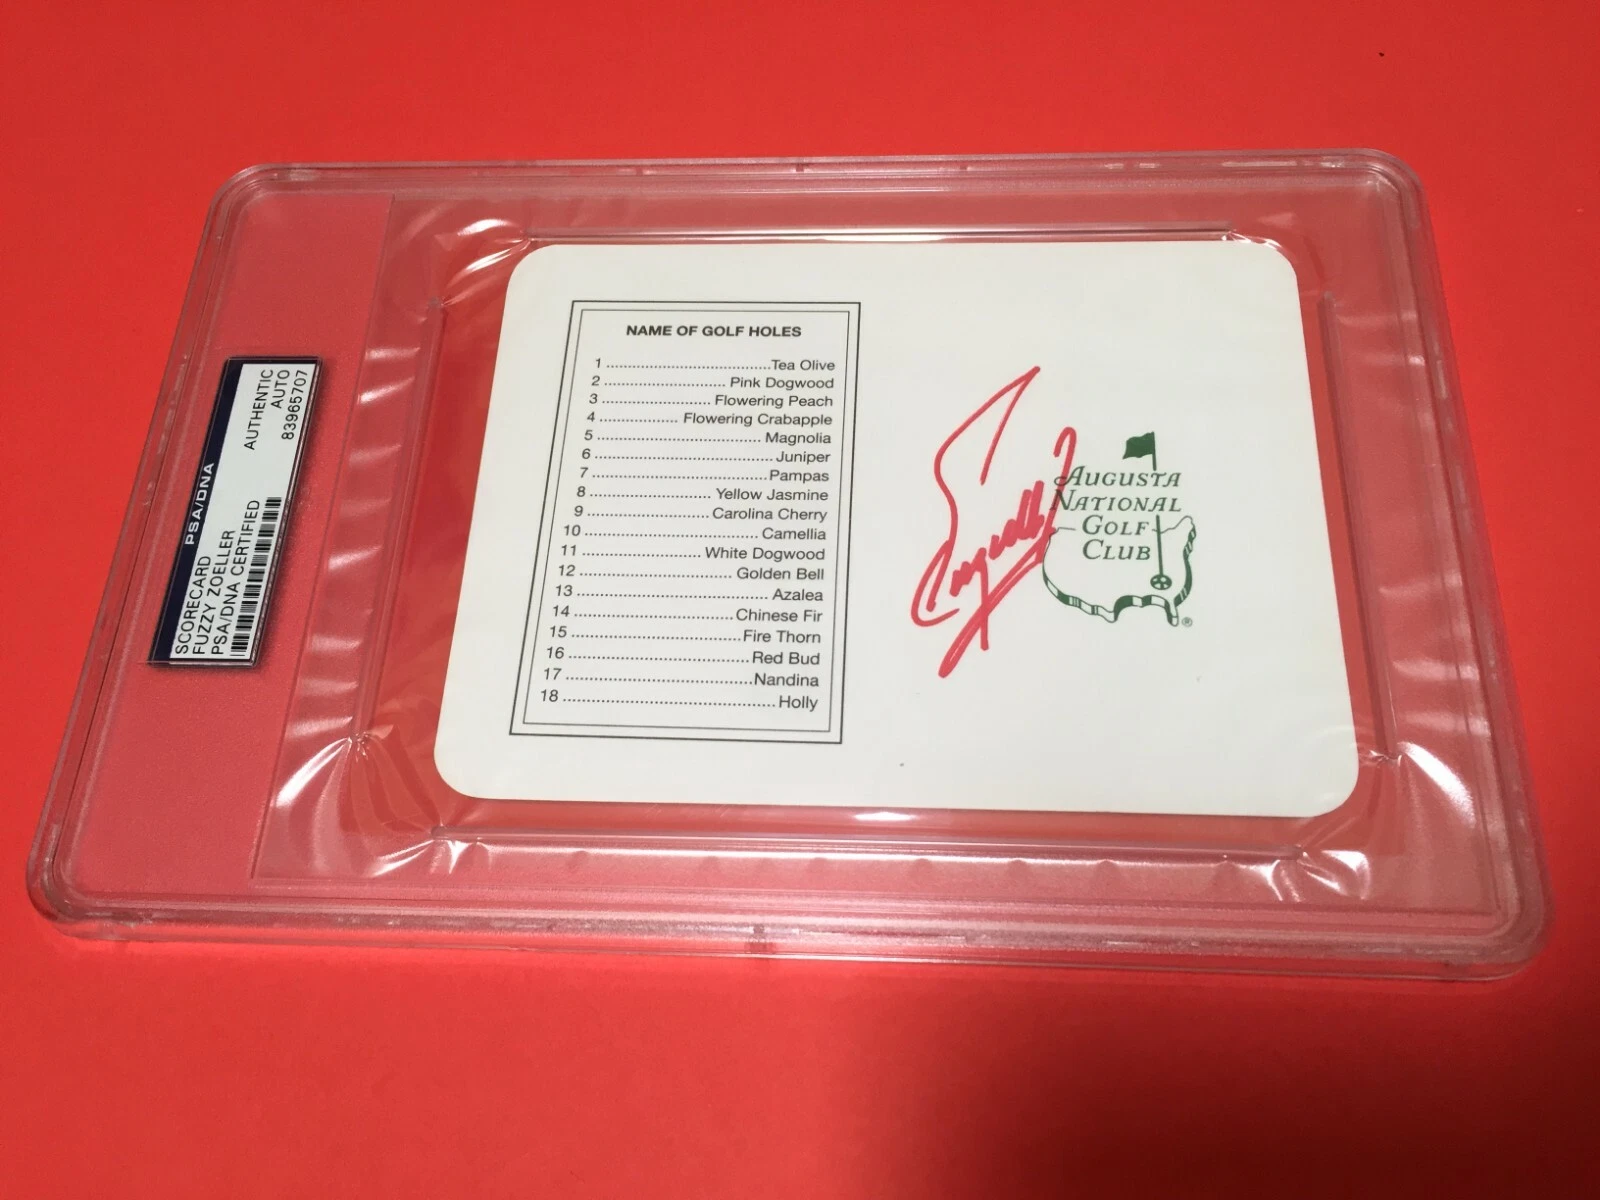 PSA/DNA
SCORECARD
FUZZY ZOELLER
PSA/DNA CERTIFIED
AUTHENTIC
AUTO
83965707
NAME OF GOLF HOLES
1 ........ Tea Olive
2 ........ Pink Dogwood
3 ........ Flowering Peach
4 ........ Flowering Crabapple
5 ........ Magnolia
6 ........ Juniper
7 ........ Pampas
8 ........ Yellow Jasmine
9 ........ Carolina Cherry
10 ........ Camellia
11 ........ White Dogwood
12 ........ Golden Bell
13 ........ Azalea
14 ........ Chinese Fir
15 ........ Fire Thorn
16 ........ Red Bud
17 ........ Nandina
18 ........ Holly
AUGUSTA
NATIONAL
GOLF
CLUB
®